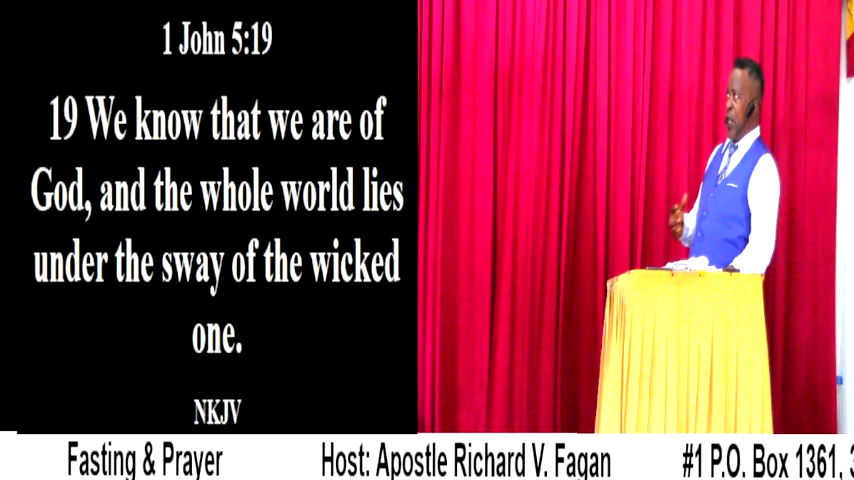 1 John 5:19
19 We know that we are of
God, and the whole world lies
under the sway of the wicked
one.
NKJV
Fasting & Prayer Host: Apostle Richard V. Fagan #1 P.O. Box 1361,